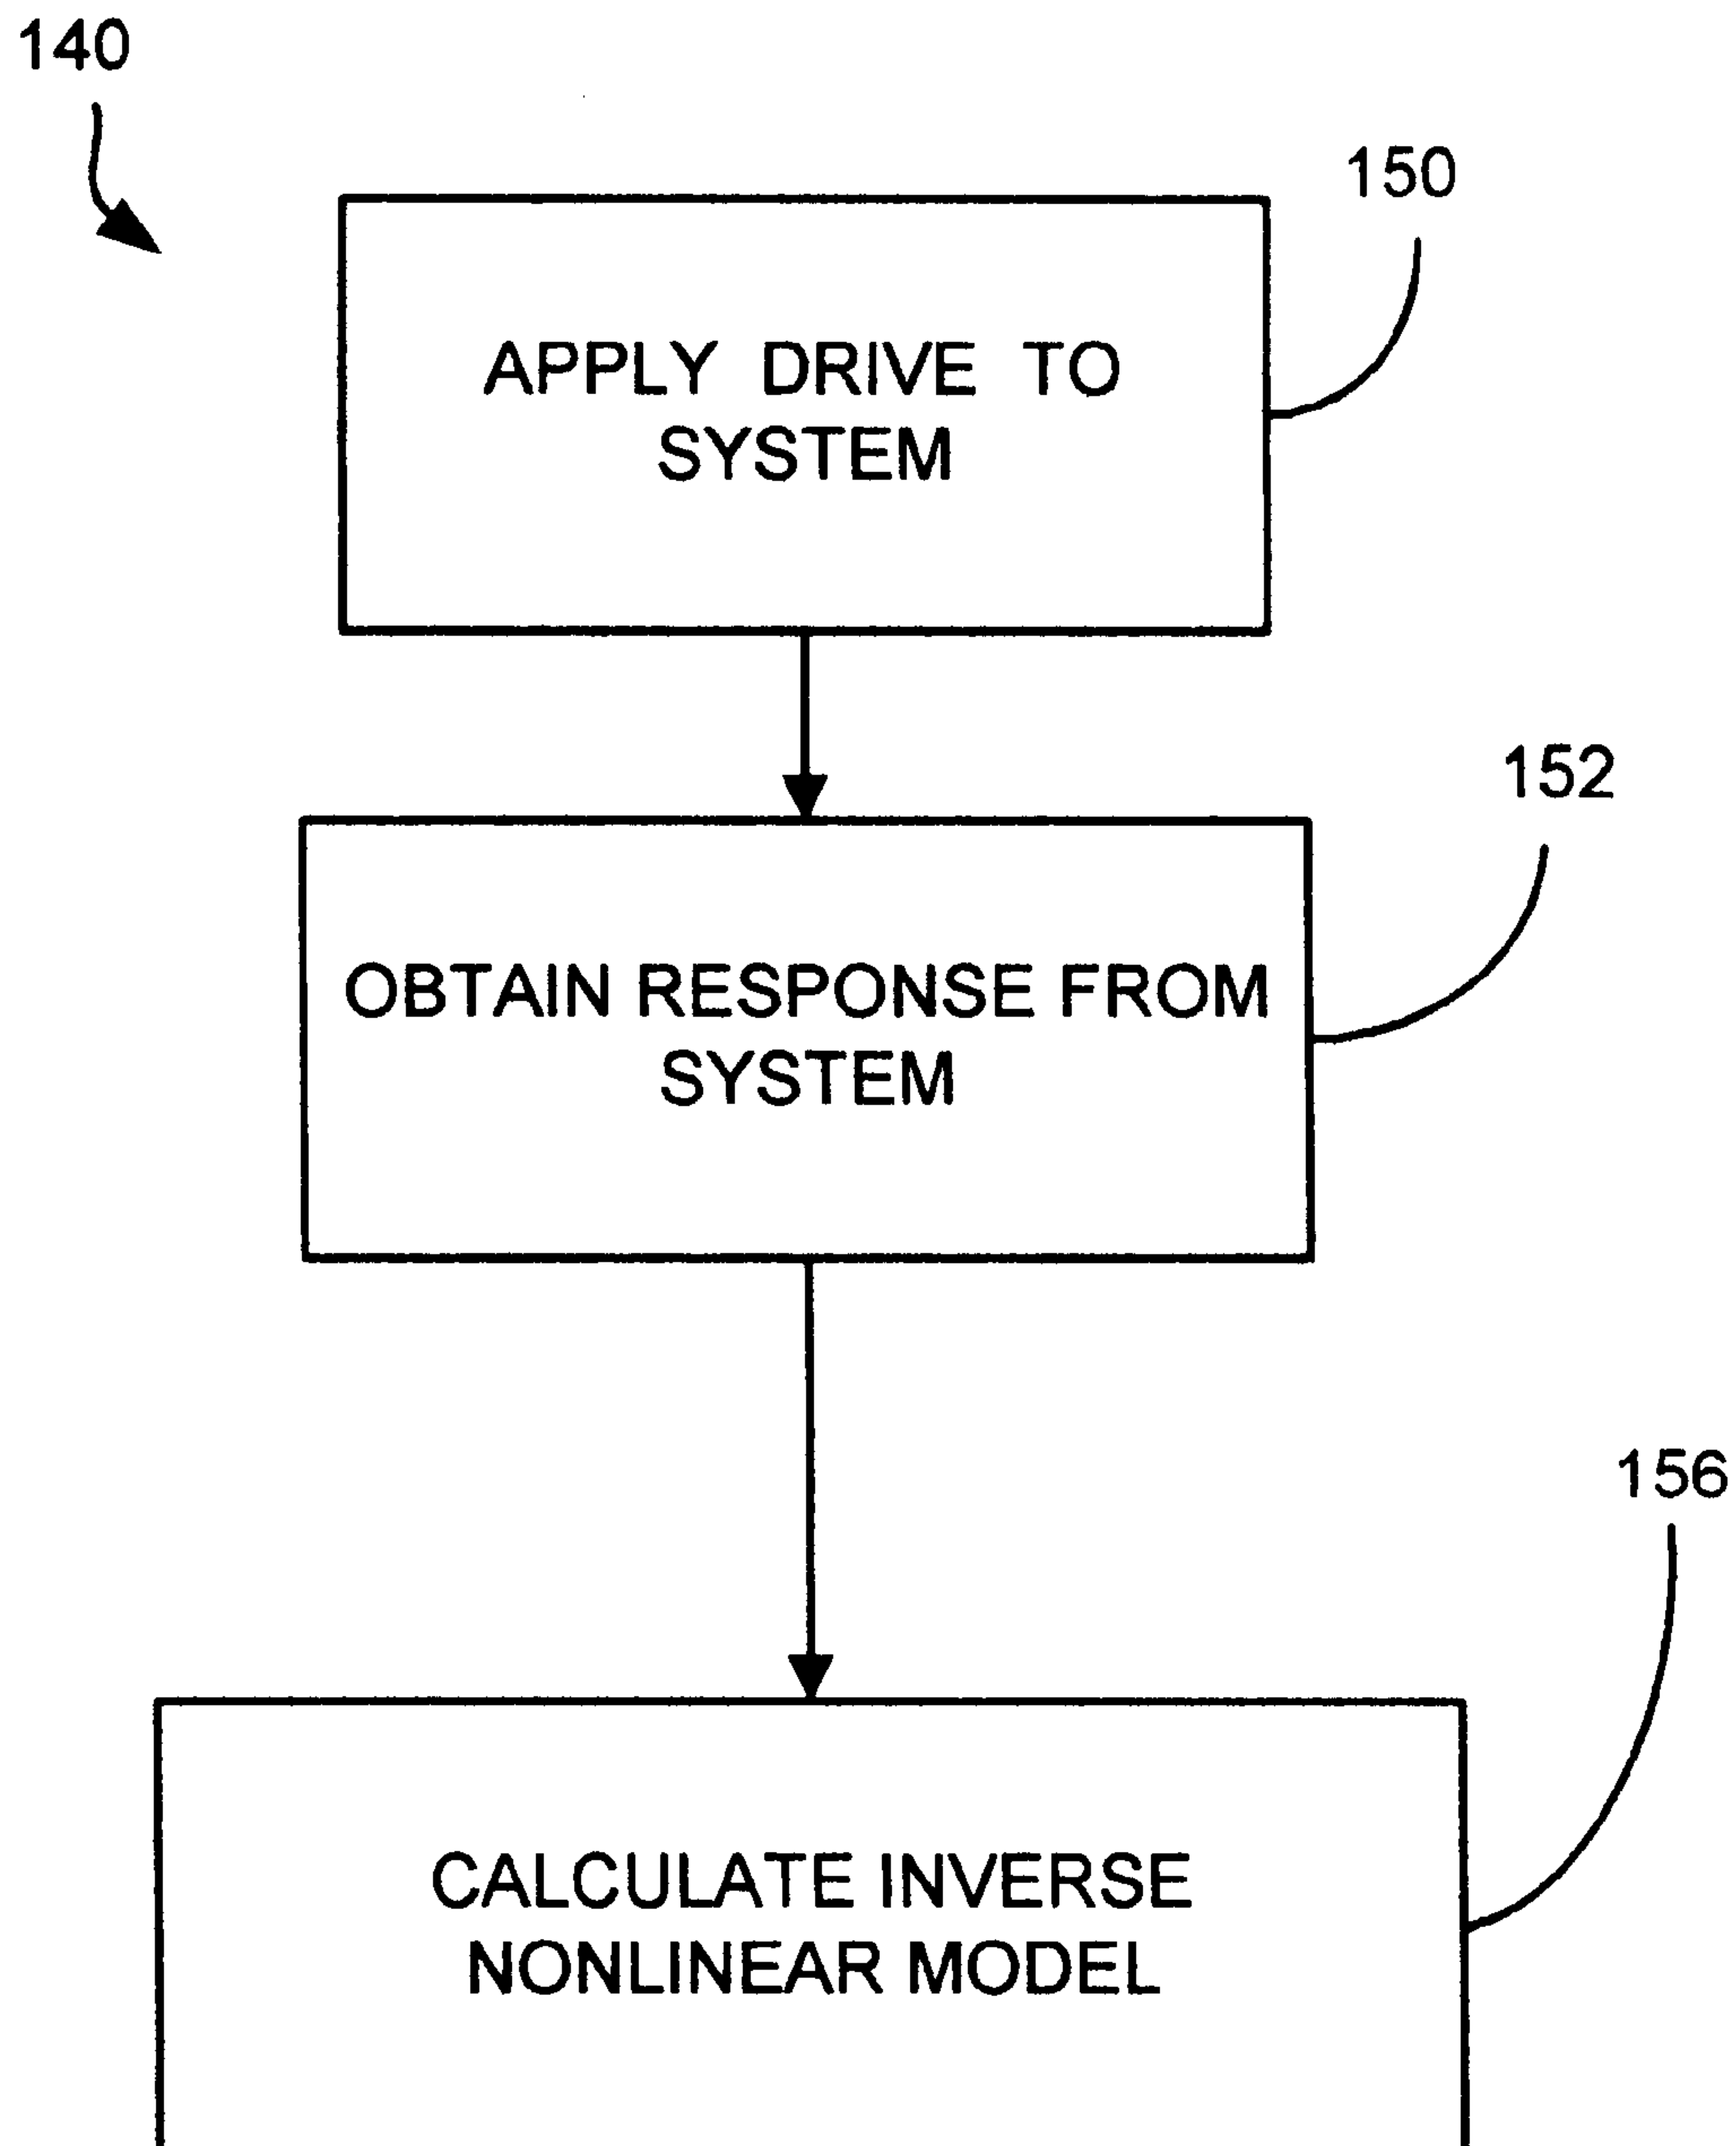 140
150
APPLY DRIVE TO
SYSTEM
152
OBTAIN RESPONSE FROM
SYSTEM
156
CALCULATE INVERSE
NONLINEAR MODEL